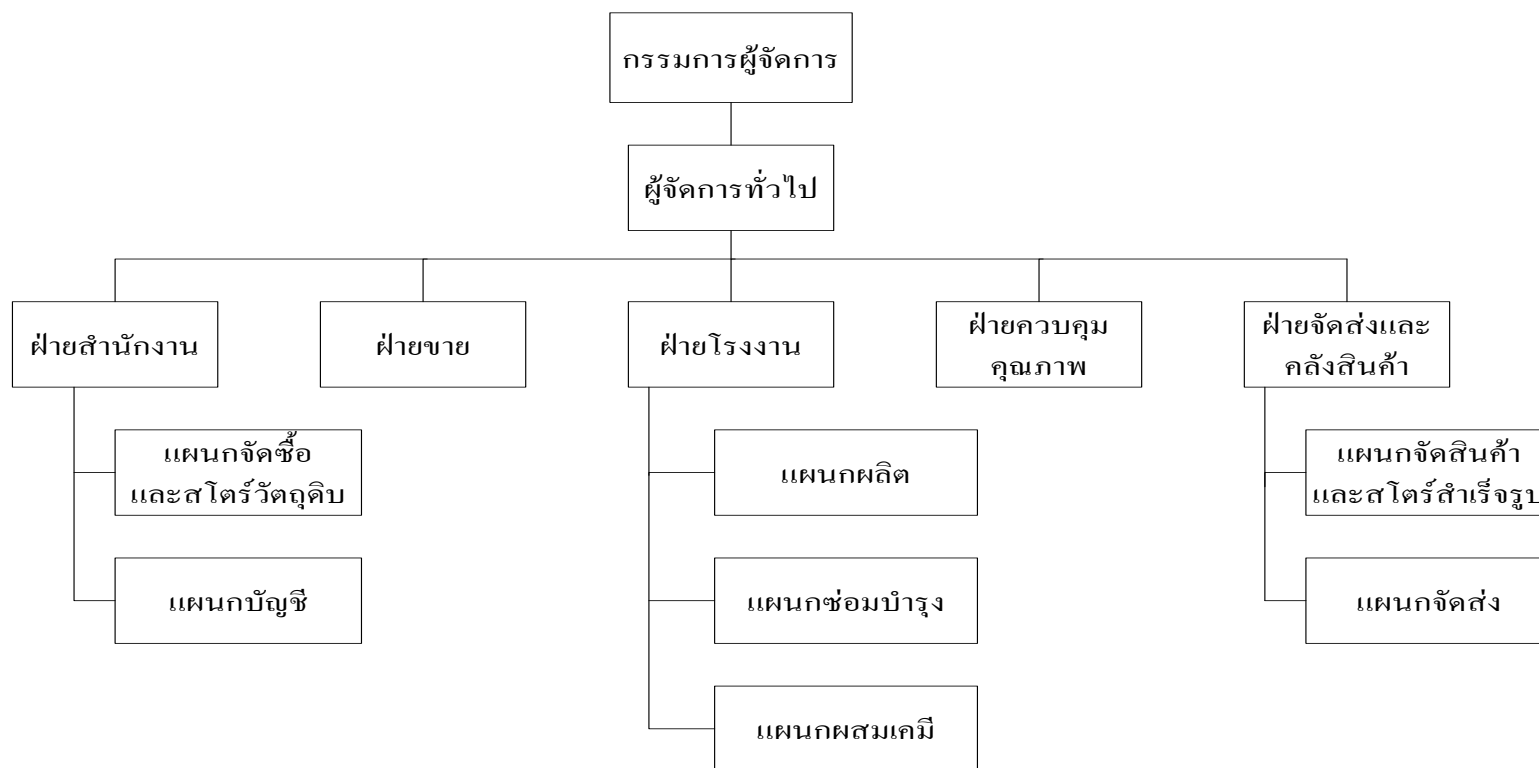 กรรมการผู้จัดการ
ผู้จัดการทั่วไป
ฝ่ายสำนักงาน
ฝ่ายขาย
ฝ่ายโรงงาน
ฝ่ายควบคุม
คุณภาพ
ฝ่ายจัดส่งและ
คลังสินค้า
แผนกจัดซื้อ
และสโตร์วัตถุดิบ
แผนกผลิต
แผนกจัดสินค้า
และสโตร์สำเร็จรูป
แผนกบัญชี
แผนกซ่อมบำรุง
แผนกจัดส่ง
แผนกผสมเคมี